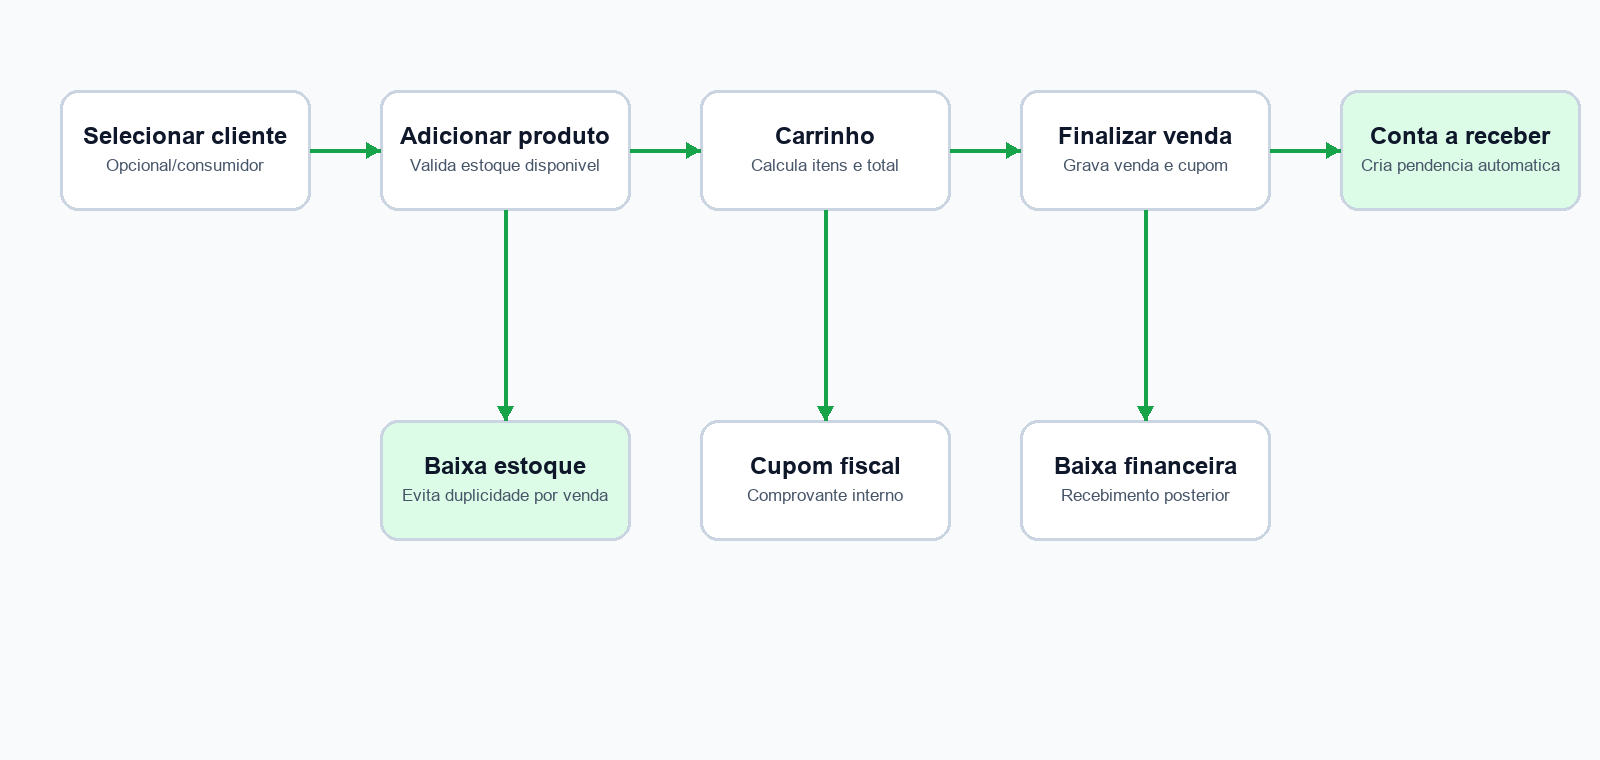 Selecionar cliente
Opcional/consumidor
Adicionar produto
Valida estoque disponivel
Carrinho
Calcula itens e total
Finalizar venda
Grava venda e cupom
Conta a receber
Cria pendencia automatica
Baixa estoque
Evita duplicidade por venda
Cupom fiscal
Comprovante interno
Baixa financeira
Recebimento posterior